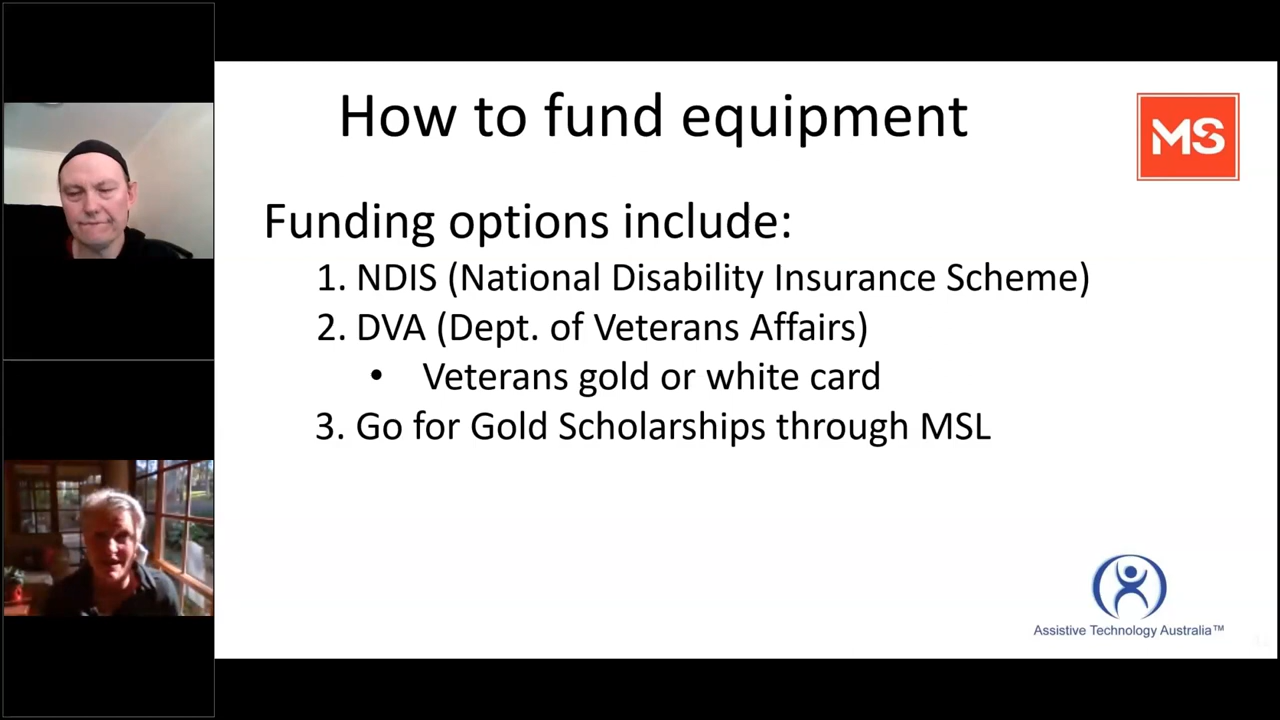 How to fund equipment
MS
Funding options include:
1. NDIS (National Disability Insurance Scheme)
2. DVA (Dept. of Veterans Affairs)
• Veterans gold or white card
3. Go for Gold Scholarships through MSL
Assistive Technology Australia™